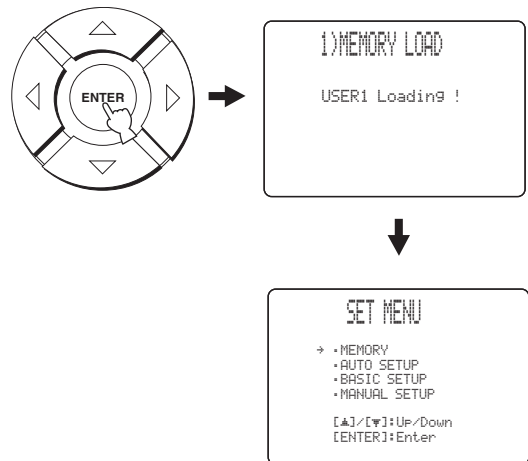 ENTER
1)MEMORY LOAD
USER1 Loading !
SET MENU
→ •MEMORY
•AUTO SETUP
•BASIC SETUP
•MANUAL SETUP
[▲]/[▼]:Up/Down
[ENTER]:Enter